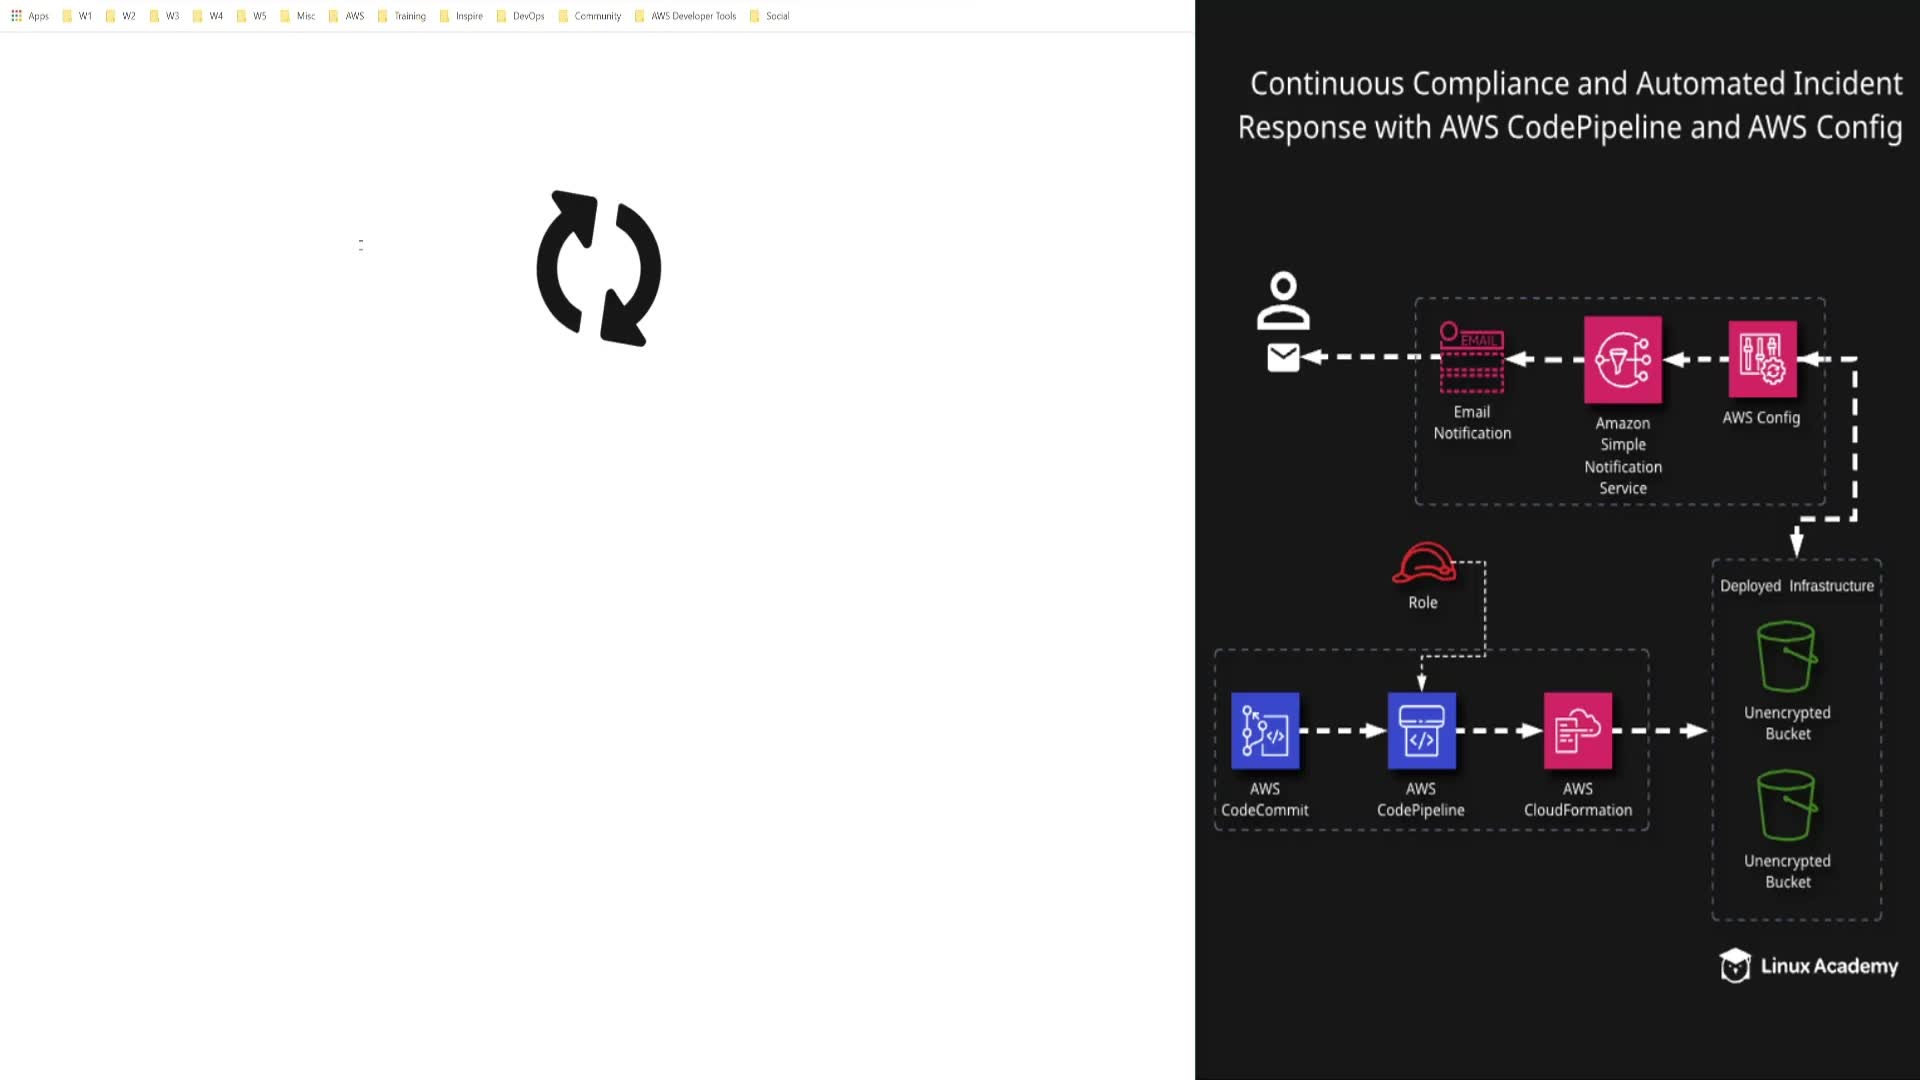 Apps W1 W2 W3 W4 W5 Misc AWS Training Inspire DevOps Community AWS Developer Tools Social
Continuous Compliance and Automated Incident
Response with AWS CodePipeline and AWS Config
EMAIL
Email
Notification
Amazon
Simple
Notification
Service
AWS Config
Role
Deployed Infrastructure
Unencrypted
Bucket
AWS
CodeCommit
AWS
CodePipeline
AWS
CloudFormation
Unencrypted
Bucket
Linux Academy